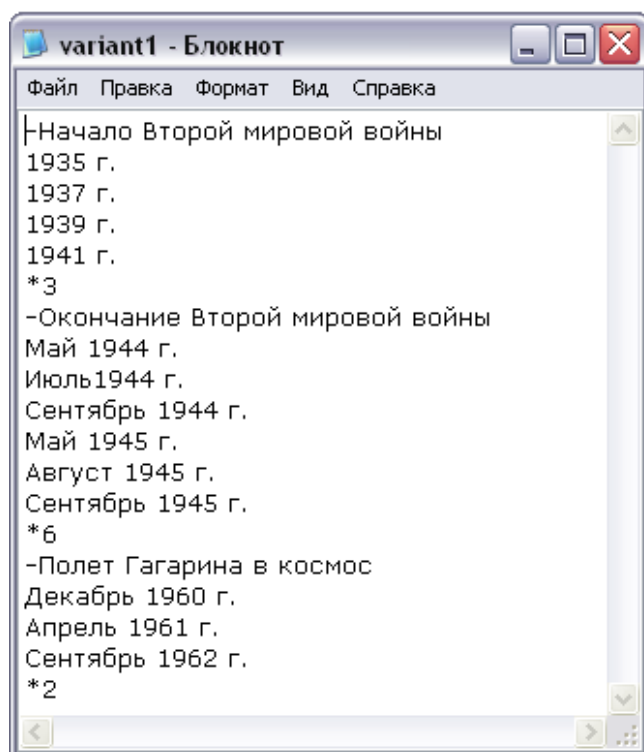 variant1 - Блокнот
Файл Правка Формат Вид Справка
-Начало Второй мировой войны
1935 г.
1937 г.
1939 г.
1941 г.
*3
-Окончание Второй мировой войны
Май 1944 г.
Июль1944 г.
Сентябрь 1944 г.
Май 1945 г.
Август 1945 г.
Сентябрь 1945 г.
*6
-Полет Гагарина в космос
Декабрь 1960 г.
Апрель 1961 г.
Сентябрь 1962 г.
*2